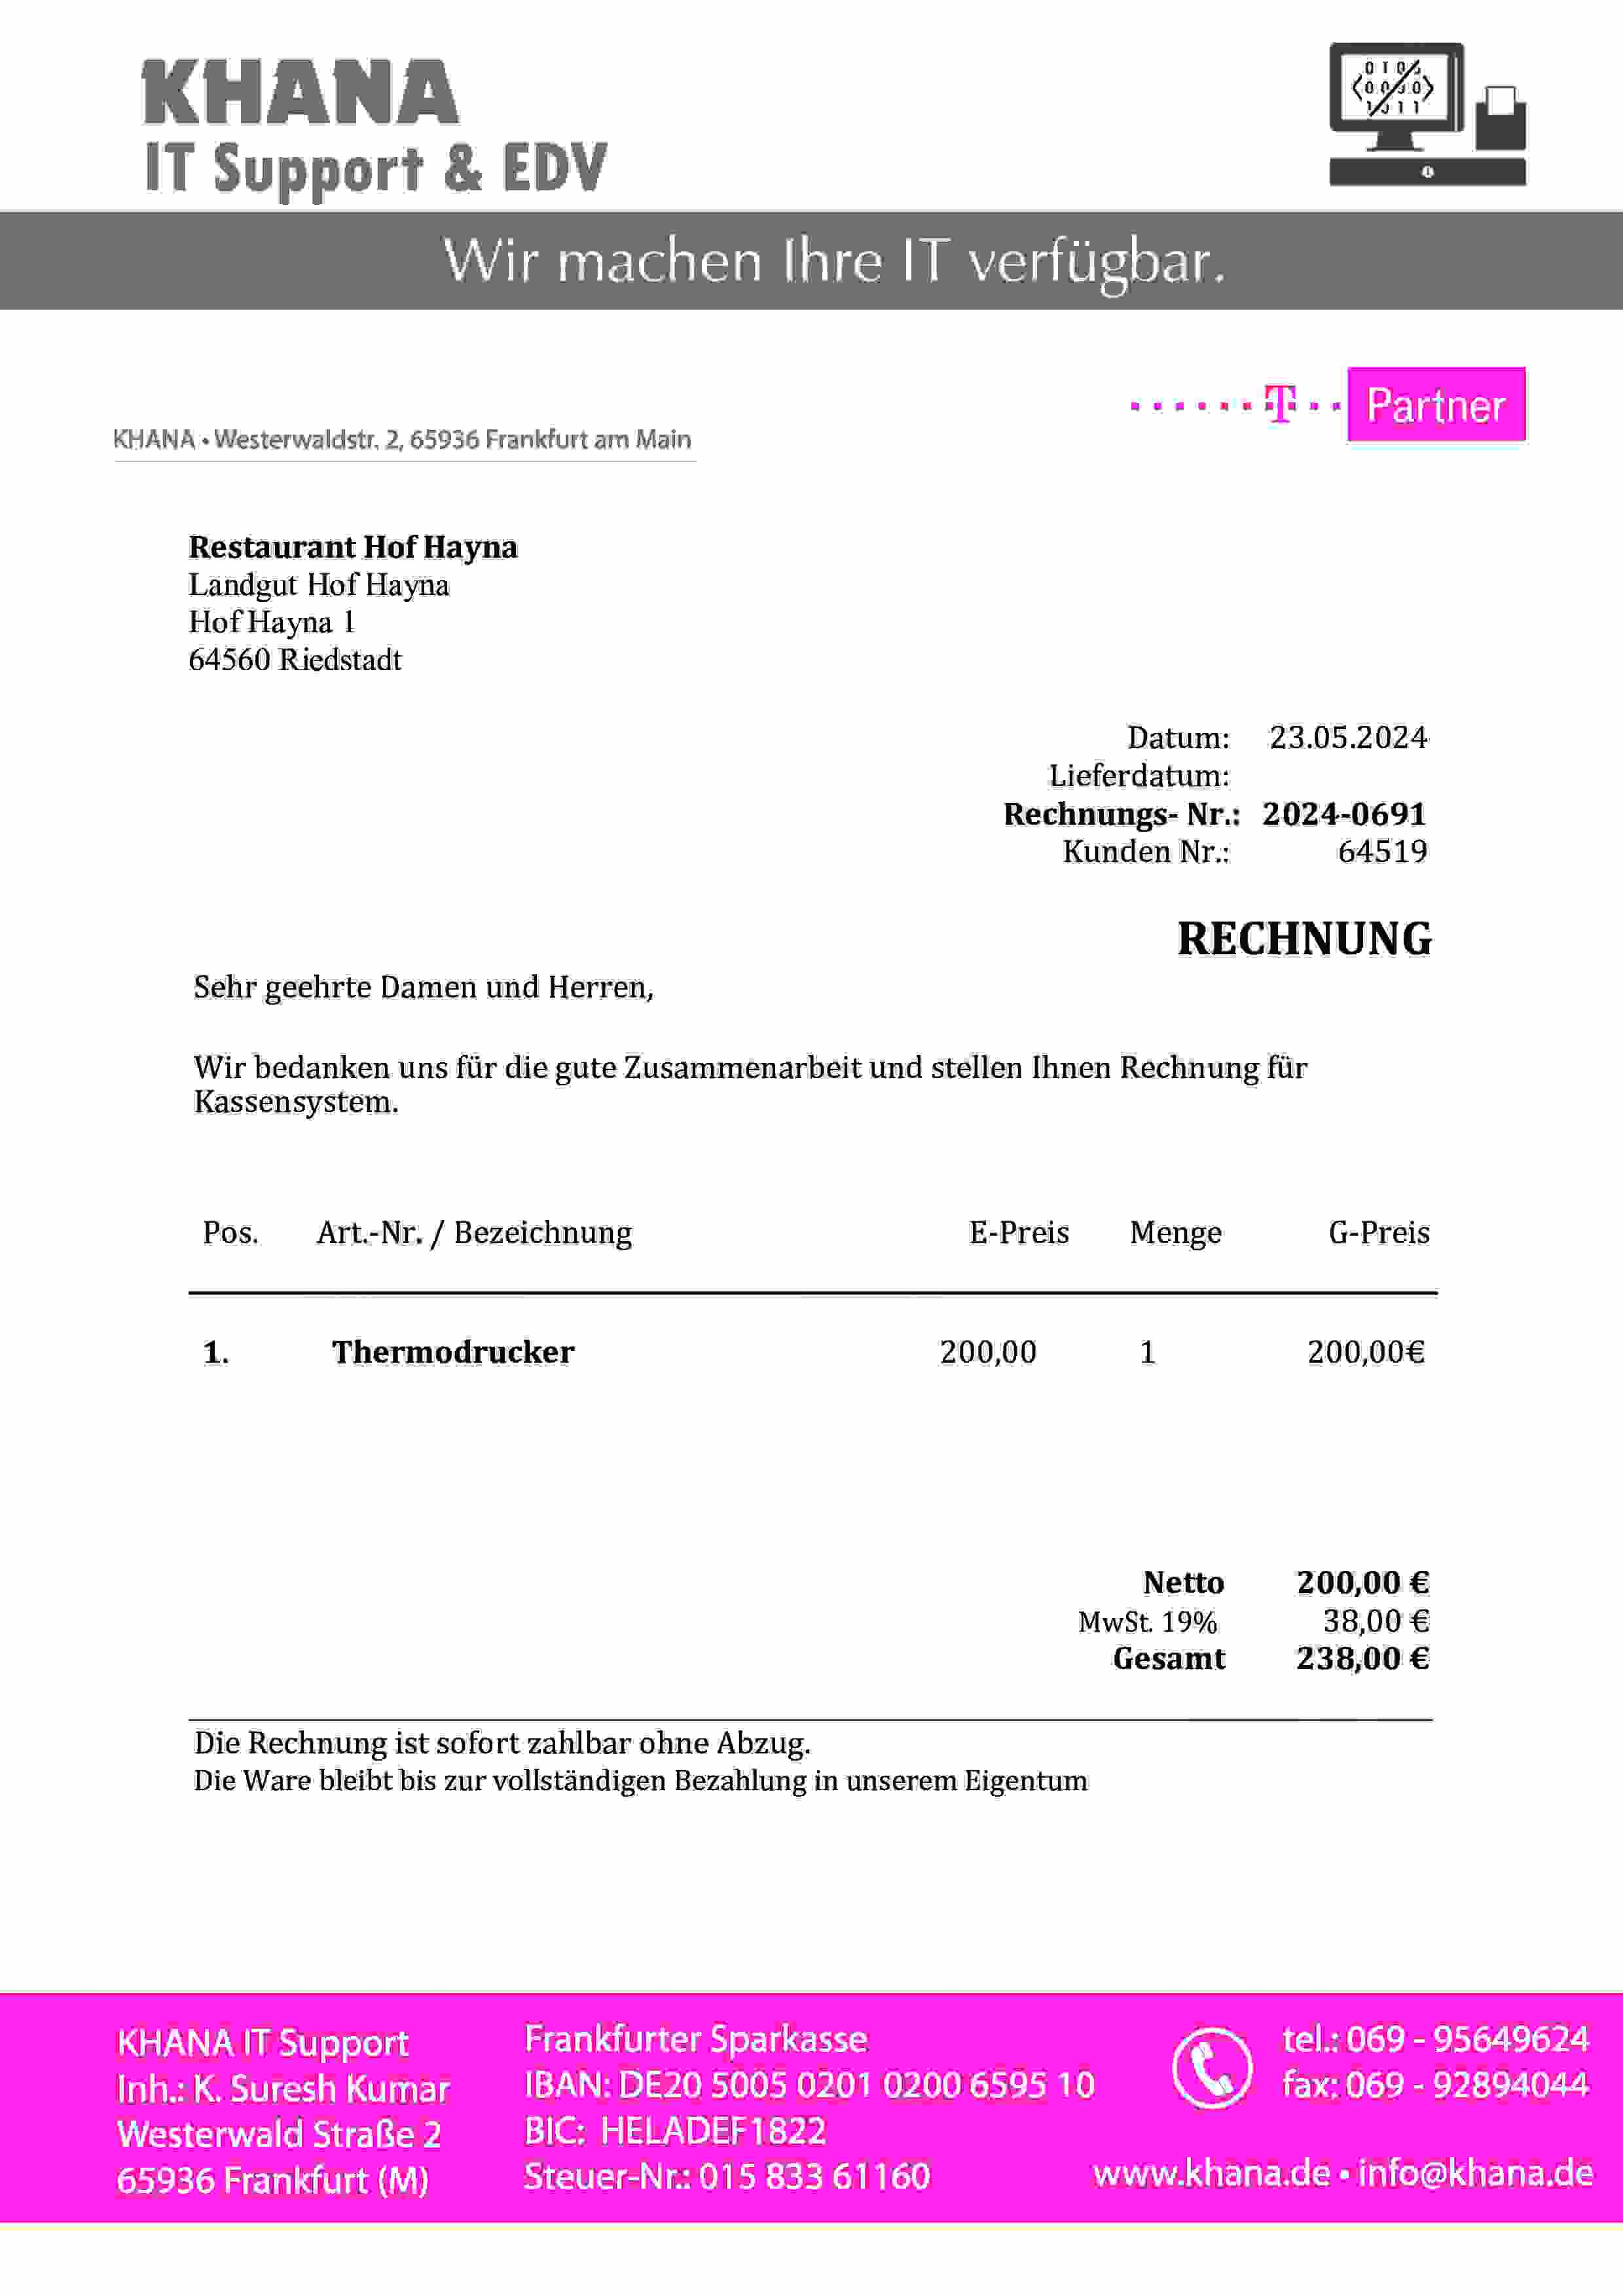 KHANA
IT Support & EDV
Wir machen Ihre IT verfügbar.
T Partner
KHANA • Westerwaldstr. 2, 65936 Frankfurt am Main
Restaurant Hof Hayna
Landgut Hof Hayna
Hof Hayna 1
64560 Riedstadt
Datum: 23.05.2024
Lieferdatum:
Rechnungs- Nr.: 2024-0691
Kunden Nr.: 64519
RECHNUNG
Sehr geehrte Damen und Herren,
Wir bedanken uns für die gute Zusammenarbeit und stellen Ihnen Rechnung für
Kassensystem.
Pos. Art.-Nr. / Bezeichnung E-Preis Menge G-Preis
1. Thermodrucker 200,00 1 200,00€
Netto 200,00 €
MwSt. 19% 38,00 €
Gesamt 238,00 €
Die Rechnung ist sofort zahlbar ohne Abzug.
Die Ware bleibt bis zur vollständigen Bezahlung in unserem Eigentum
KHANA IT Support
Inh.: K. Suresh Kumar
Westerwald Straße 2
65936 Frankfurt (M)
Frankfurter Sparkasse
IBAN: DE20 5005 0201 0200 6595 10
BIC: HELADEF1822
Steuer-Nr.: 015 833 61160
tel.: 069 - 95649624
fax: 069 - 92894044
www.khana.de • info@khana.de